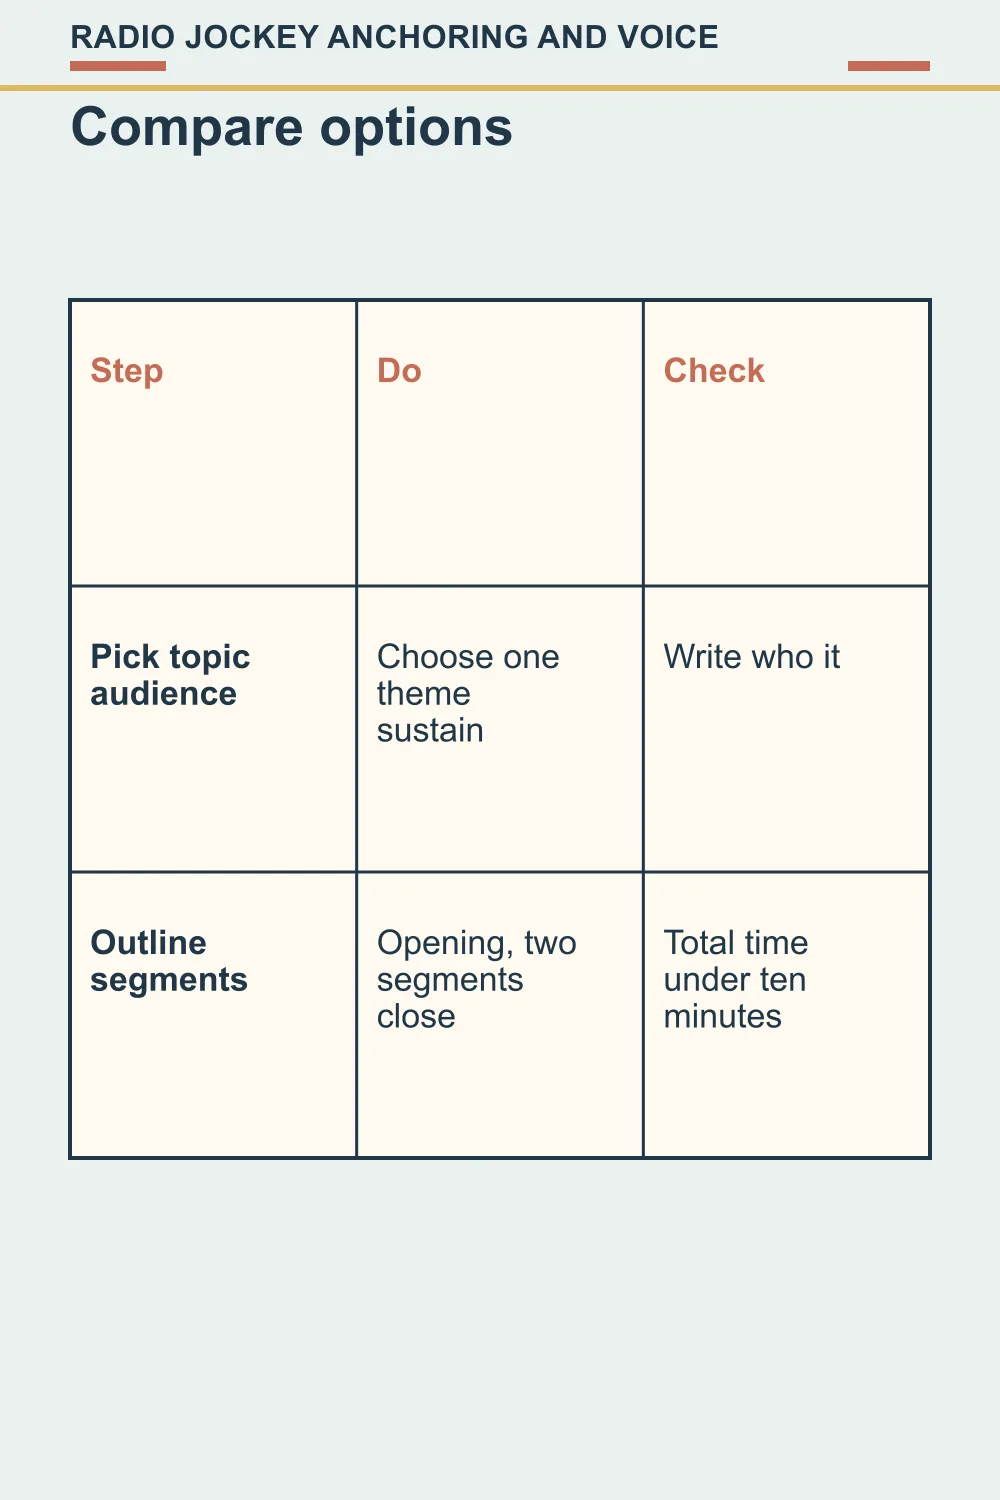 RADIO JOCKEY ANCHORING AND VOICE
Compare options
Step
Do
Check
Pick topic
audience
Choose one
theme
sustain
Write who it
Outline
segments
Opening, two
segments
close
Total time
under ten
minutes